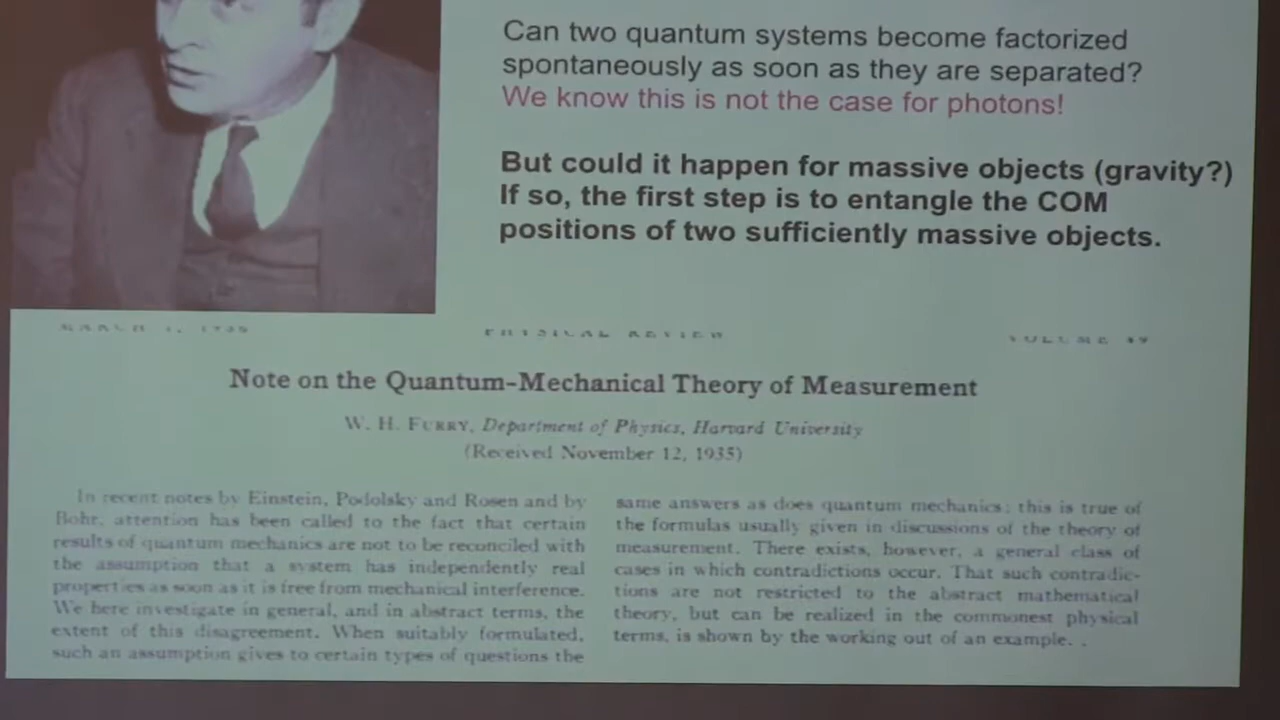 Can two quantum systems become factorized
spontaneously as soon as they are separated?
We know this is not the case for photons!
But could it happen for massive objects (gravity?)
If so, the first step is to entangle the COM
positions of two sufficiently massive objects.
PHYSICAL REVIEW
VOLUME 49
Note on the Quantum-Mechanical Theory of Measurement
W. H. FURRY, Department of Physics, Harvard University
(Received November 12, 1935)
In recent notes by Einstein, Podolsky and Rosen and by
Bohr, attention has been called to the fact that certain
results of quantum mechanics are not to be reconciled with
the assumption that a system has independently real
properties as soon as it is free from mechanical interference.
We here investigate in general, and in abstract terms, the
extent of this disagreement. When suitably formulated,
such an assumption gives to certain types of questions the
same answers as does quantum mechanics; this is true of
the formulas usually given in discussions of the theory of
measurement. There exists, however, a general class of
cases in which contradictions occur. That such contradic-
tions are not restricted to the abstract mathematical
theory, but can be realized in the commonest physical
terms, is shown by the working out of an example. .